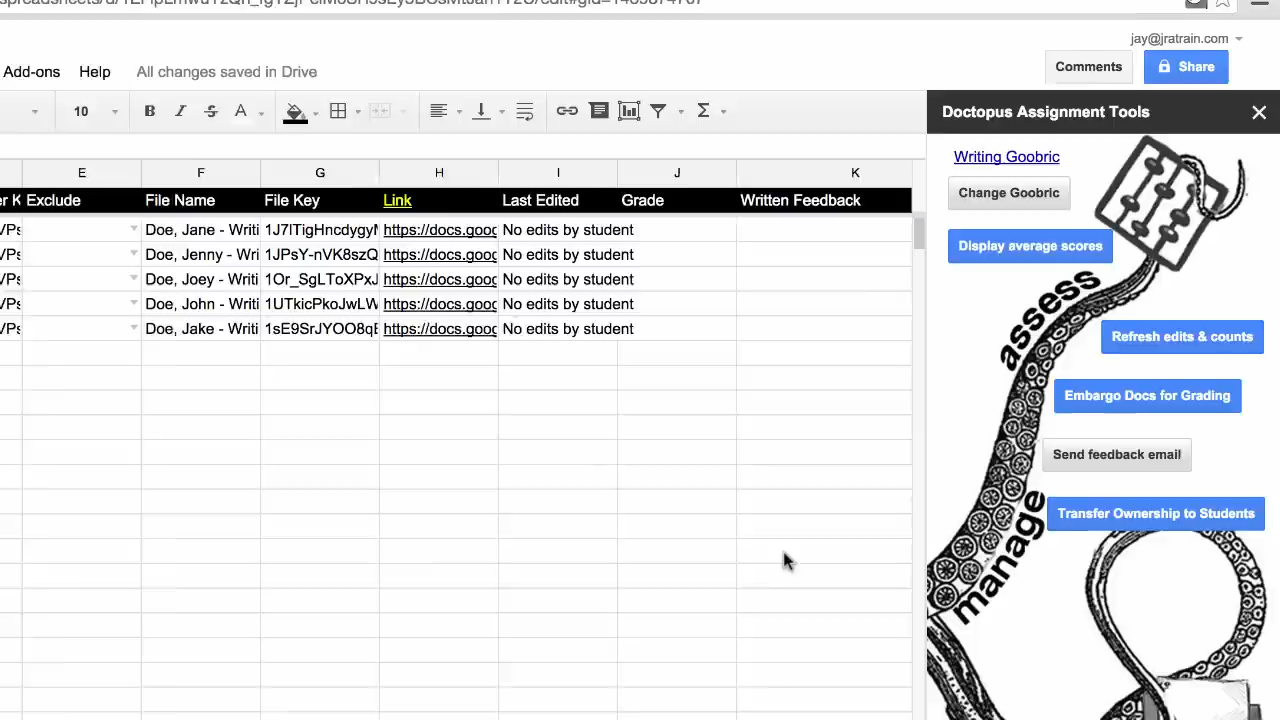 jay@jratrain.com
Add-ons Help All changes saved in Drive
Comments Share
10 B I S A Σ
Doctopus Assignment Tools
E F G H I J K
Exclude File Name File Key Link Last Edited Grade Written Feedback
Doe, Jane - Writi https://docs.goog No edits by student
Doe, Jenny - Wri 1JPsY-nVK8szQ https://docs.goog No edits by student
Doe, Joey - Writi 1Or_SgLToXPxJ https://docs.goog No edits by student
Doe, John - Writi 1UTkicPkoJwLW https://docs.goog No edits by student
Doe, Jake - Writi 1sE9SrJYOO8qE https://docs.goog No edits by student
Writing Goobric
Change Goobric
Display average scores
assess
Refresh edits & counts
Embargo Docs for Grading
Send feedback email
manage
Transfer Ownership to Students